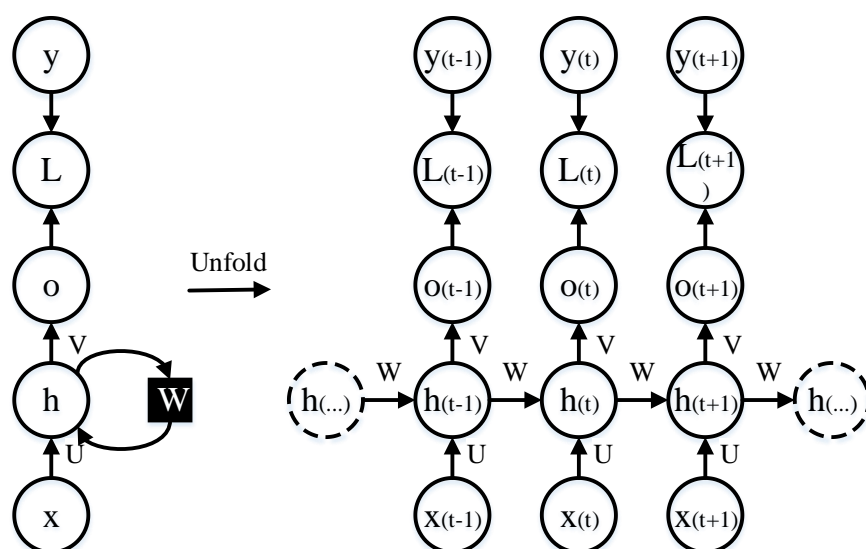 y
y(t-1) y(t) y(t+1)
L
L(t-1) L(t) L(t+1
)
Unfold
o
o(t-1) o(t) o(t+1)
V
V V V
W W W W
h
W
h(...) h(t-1) h(t) h(t+1) h(...)
U
U U U
x
x(t-1) x(t) x(t+1)